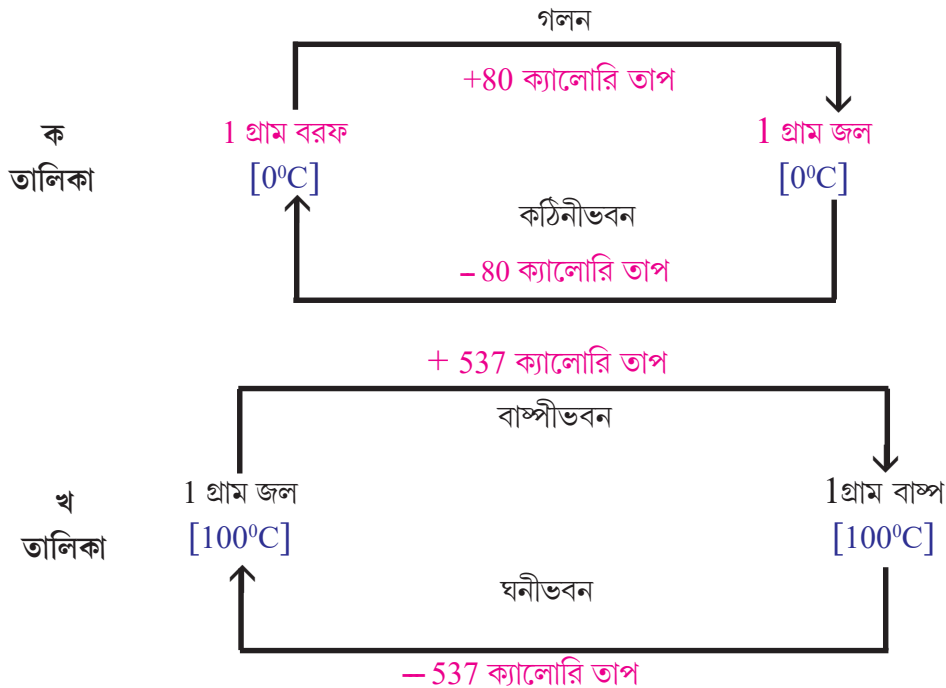 গলন
+80 ক্যালোরি তাপ
ক
তালিকা
1 গ্রাম বরফ
[0⁰C]
1 গ্রাম জল
[0⁰C]
কঠিনীভবন
– 80 ক্যালোরি তাপ
+ 537 ক্যালোরি তাপ
বাষ্পীভবন
খ
তালিকা
1 গ্রাম জল
[100⁰C]
1গ্রাম বাষ্প
[100⁰C]
ঘনীভবন
— 537 ক্যালোরি তাপ